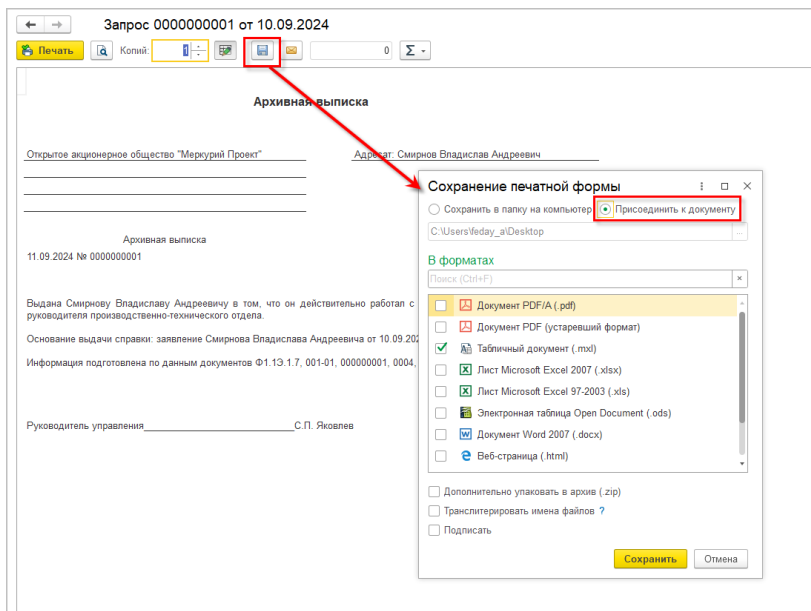 Запрос 0000000001 от 10.09.2024
Печать Копий: 1 0 Σ
Архивная выписка
Открытое акционерное общество "Меркурий Проект" Адресат: Смирнов Владислав Андреевич
Архивная выписка
11.09.2024 № 0000000001
Выдана Смирнову Владиславу Андреевичу в том, что он действительно работал с
руководителя производственно-технического отдела.
Основание выдачи справки: заявление Смирнова Владислава Андреевича от 10.09.202
Информация подготовлена по данным документов Ф1.1Э.1.7, 001-01, 000000001, 0004,
Руководитель управления С.П. Яковлев
Сохранение печатной формы
Сохранить в папку на компьютер Присоединить к документу
C:\Users\feday_a\Desktop ...
В форматах
Поиск (Ctrl+F) ×
Документ PDF/A (.pdf)
Документ PDF (устаревший формат)
Табличный документ (.mxl)
Лист Microsoft Excel 2007 (.xlsx)
Лист Microsoft Excel 97-2003 (.xls)
Электронная таблица Open Document (.ods)
Документ Word 2007 (.docx)
Веб-страница (.html)
Дополнительно упаковать в архив (.zip)
Транслитерировать имена файлов ?
Подписать
Сохранить Отмена